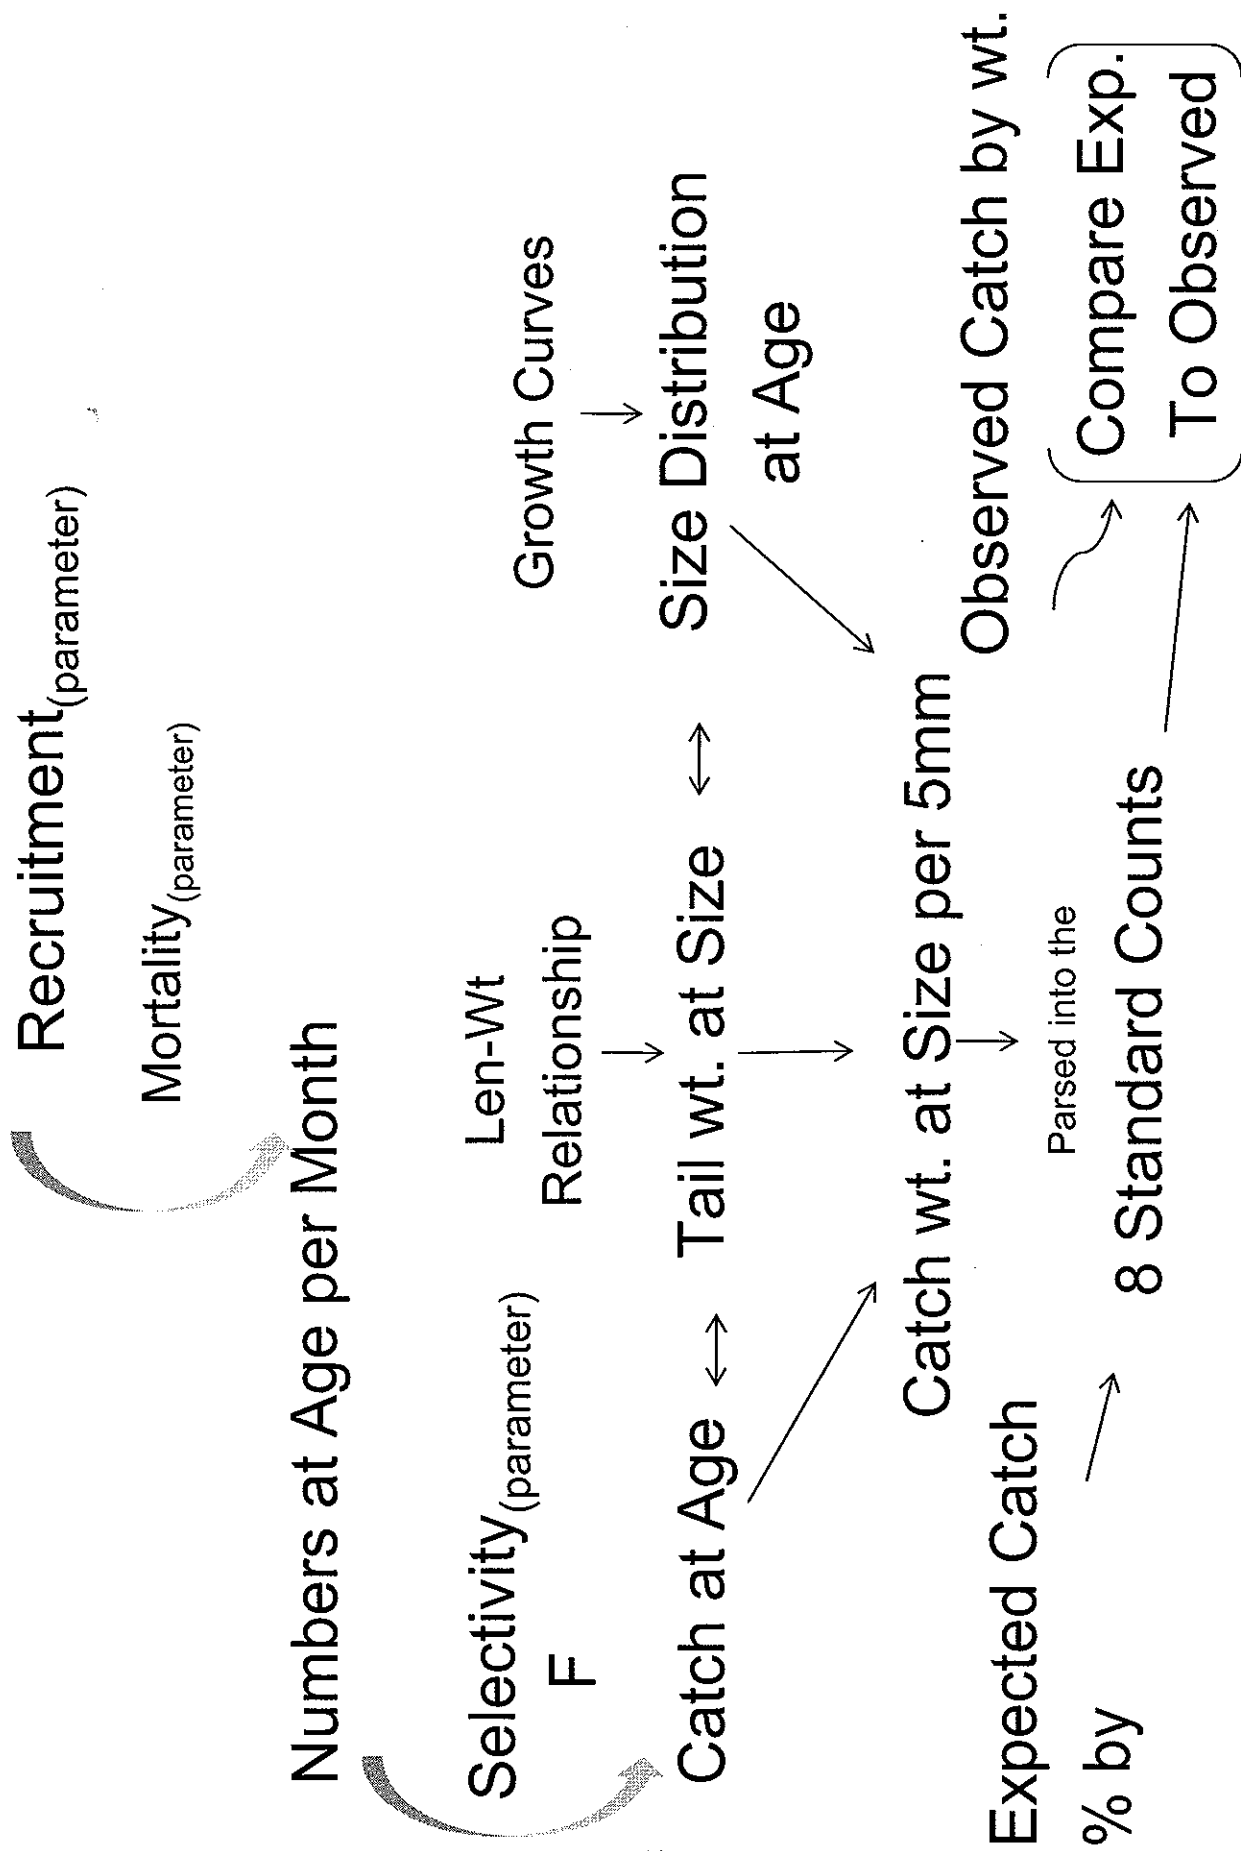 Recruitment(parameter)
Mortality(parameter)
Numbers at Age per Month
Selectivity(parameter)
F
Len-Wt
Relationship
Growth Curves
Catch at Age
Tail wt. at Size
Size Distribution
at Age
Catch wt. at Size per 5mm
Expected Catch
% by
Parsed into the
8 Standard Counts
Observed Catch by wt.
Compare Exp.
To Observed